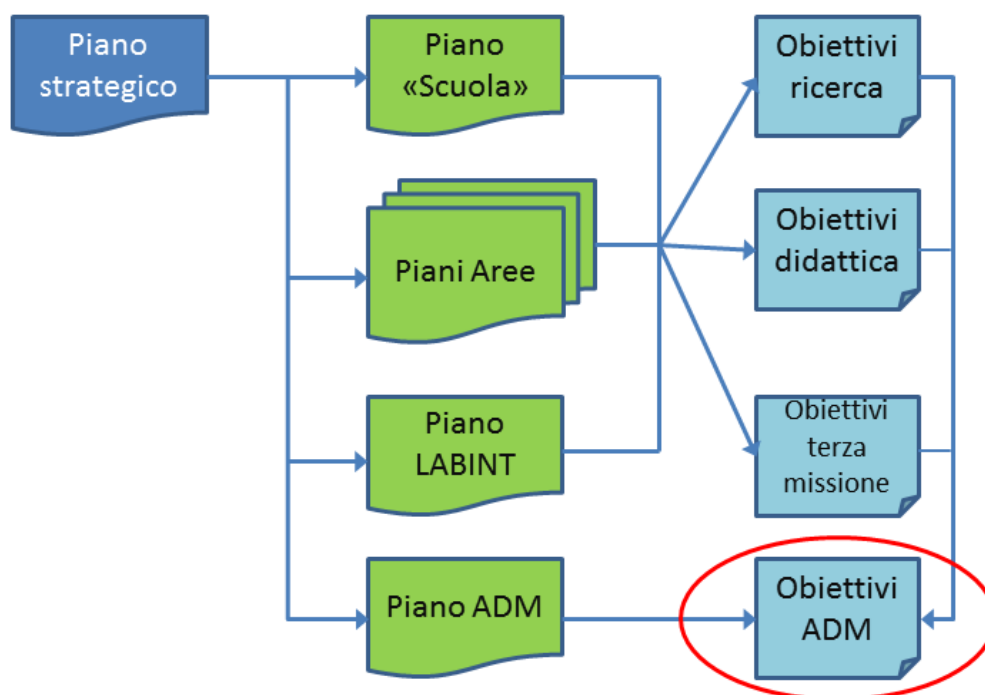 Piano
strategico
Piano
«Scuola»
Piani Aree
Piano
LABINT
Piano ADM
Obiettivi
ricerca
Obiettivi
didattica
Obiettivi
terza
missione
Obiettivi
ADM